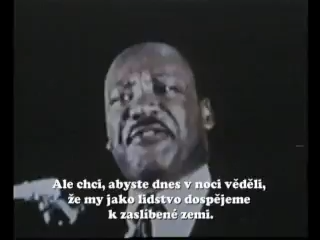 Ale chci, abyste dnes v noci věděli,
že my jako lidstvo dospějeme
k zaslíbené zemi.